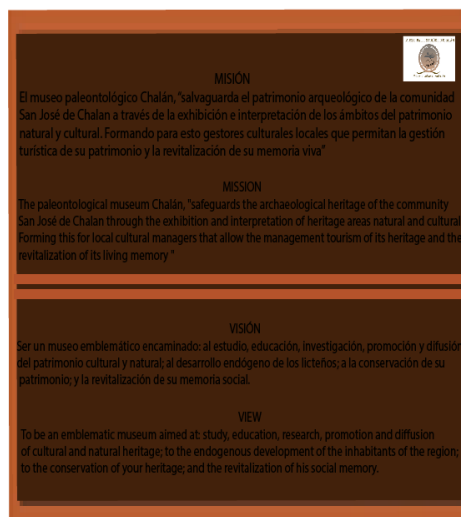 MISIÓN
El museo paleontológico Chalán, "salvaguarda el patrimonio arqueológico de la comunidad
San José de Chalan a través de la exhibición e interpretación de los ámbitos del patrimonio
natural y cultural. Formando para esto gestores culturales locales que permitan la gestión
turística de su patrimonio y la revitalización de su memoria viva"
MISSION
The paleontological museum Chalán, "safeguards the archaeological heritage of the community
San José de Chalan through the exhibition and interpretation of heritage areas natural and cultural.
Forming this for local cultural managers that allow the management tourism of its heritage and the
revitalization of its living memory "
VISIÓN
Ser un museo emblemático encaminado: al estudio, educación, investigación, promoción y difusión
del patrimonio cultural y natural; al desarrollo endógeno de los licteños; a la conservación de su
patrimonio; y la revitalización de su memoria social.
VIEW
To be an emblematic museum aimed at: study, education, research, promotion and diffusion
of cultural and natural heritage; to the endogenous development of the inhabitants of the region;
to the conservation of your heritage; and the revitalization of his social memory.